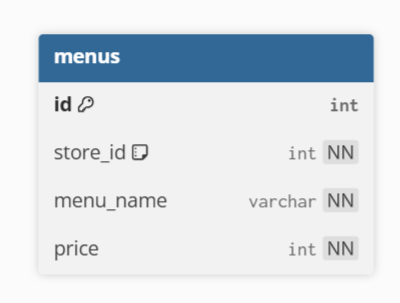 menus
id int
store_id int NN
menu_name varchar NN
price int NN